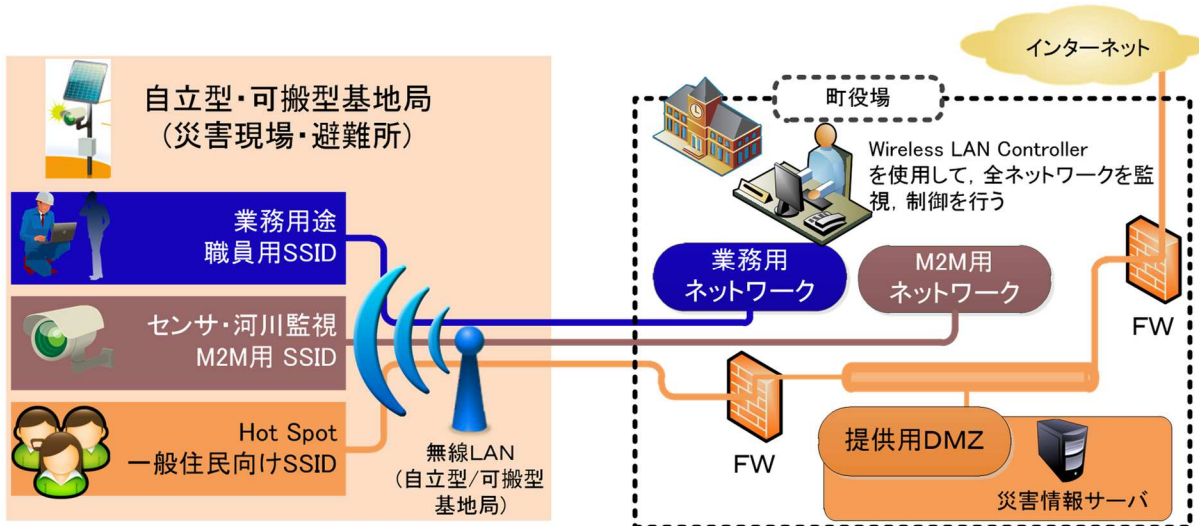 インターネット
自立型・可搬型基地局
(災害現場・避難所)
町役場
Wireless LAN Controller
を使用して，全ネットワークを監
視，制御を行う
業務用途
職員用SSID
業務用
ネットワーク
M2M用
ネットワーク
センサ・河川監視
M2M用 SSID
FW
Hot Spot
一般住民向けSSID
無線LAN
(自立型/可搬型
基地局)
FW
提供用DMZ
災害情報サーバ